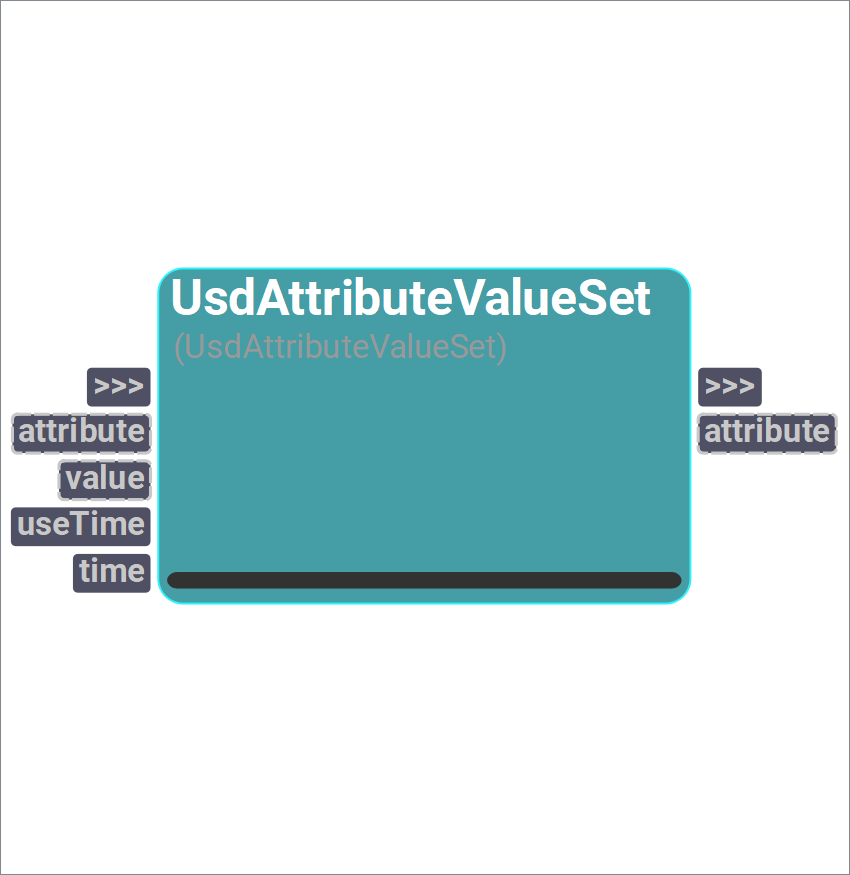 UsdAttributeValueSet
(UsdAttributeValueSet)
>>>
attribute
value
useTime
time
>>>
attribute